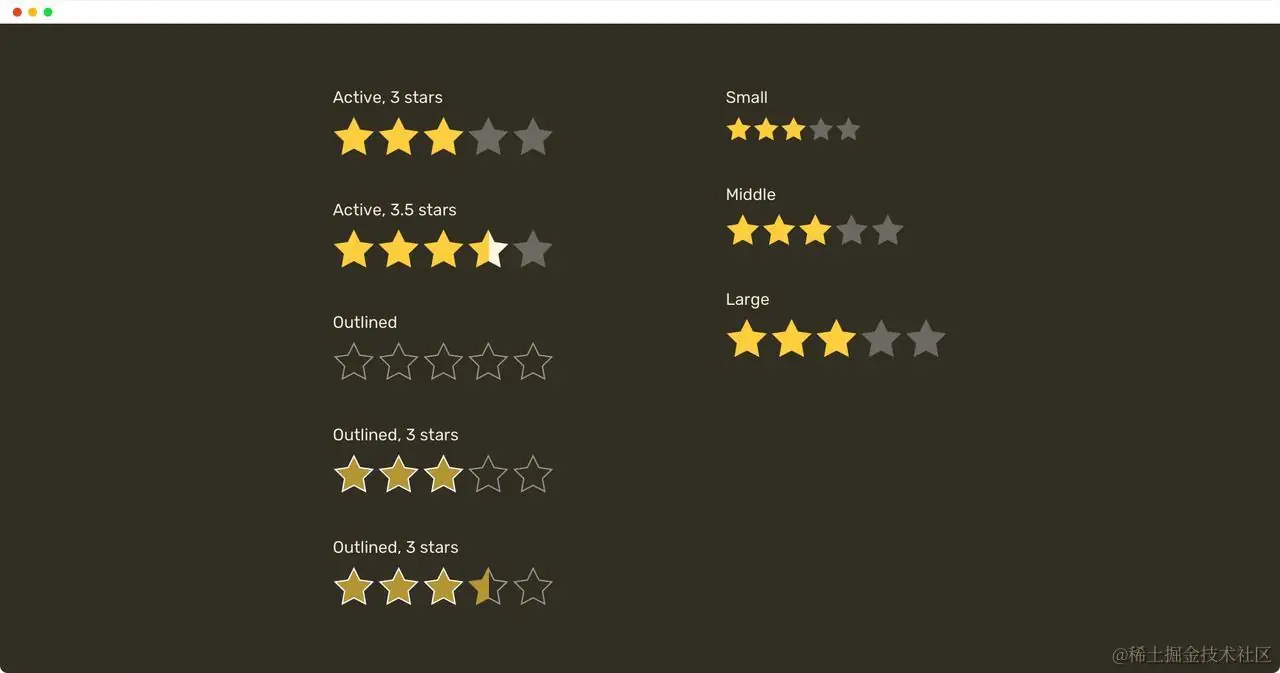 Active, 3 stars
Active, 3.5 stars
Outlined
Outlined, 3 stars
Outlined, 3 stars
Small
Middle
Large
@稀土掘金技术社区